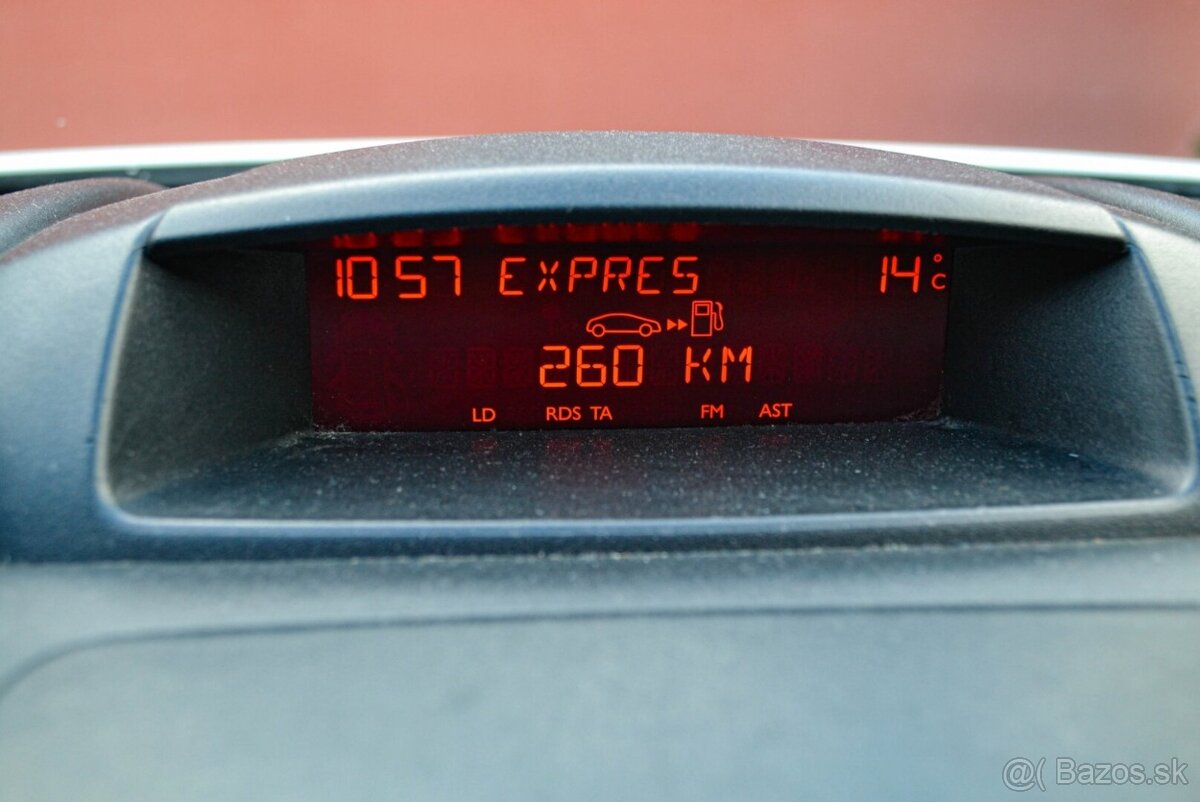 10 57 EXPRES 14 °C
260 KM
LD RDS TA FM AST
@( Bazos.sk